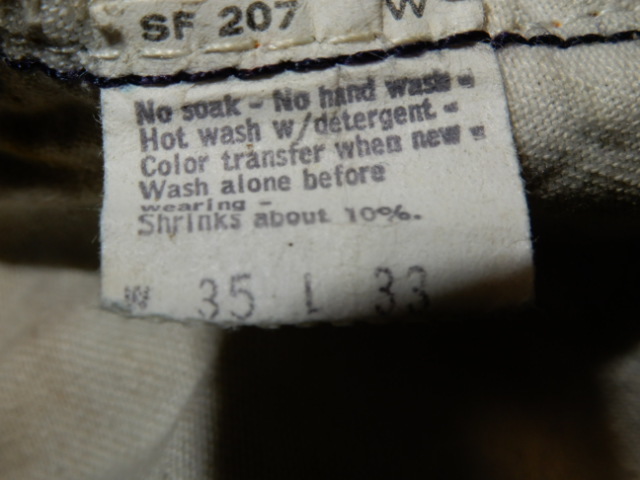 SF 207 W
No soak - No hand wash -
Hot wash w/detergent. -
Color transfer when new -
Wash alone before
wearing -
Shrinks about 10%.
W 35 L 33